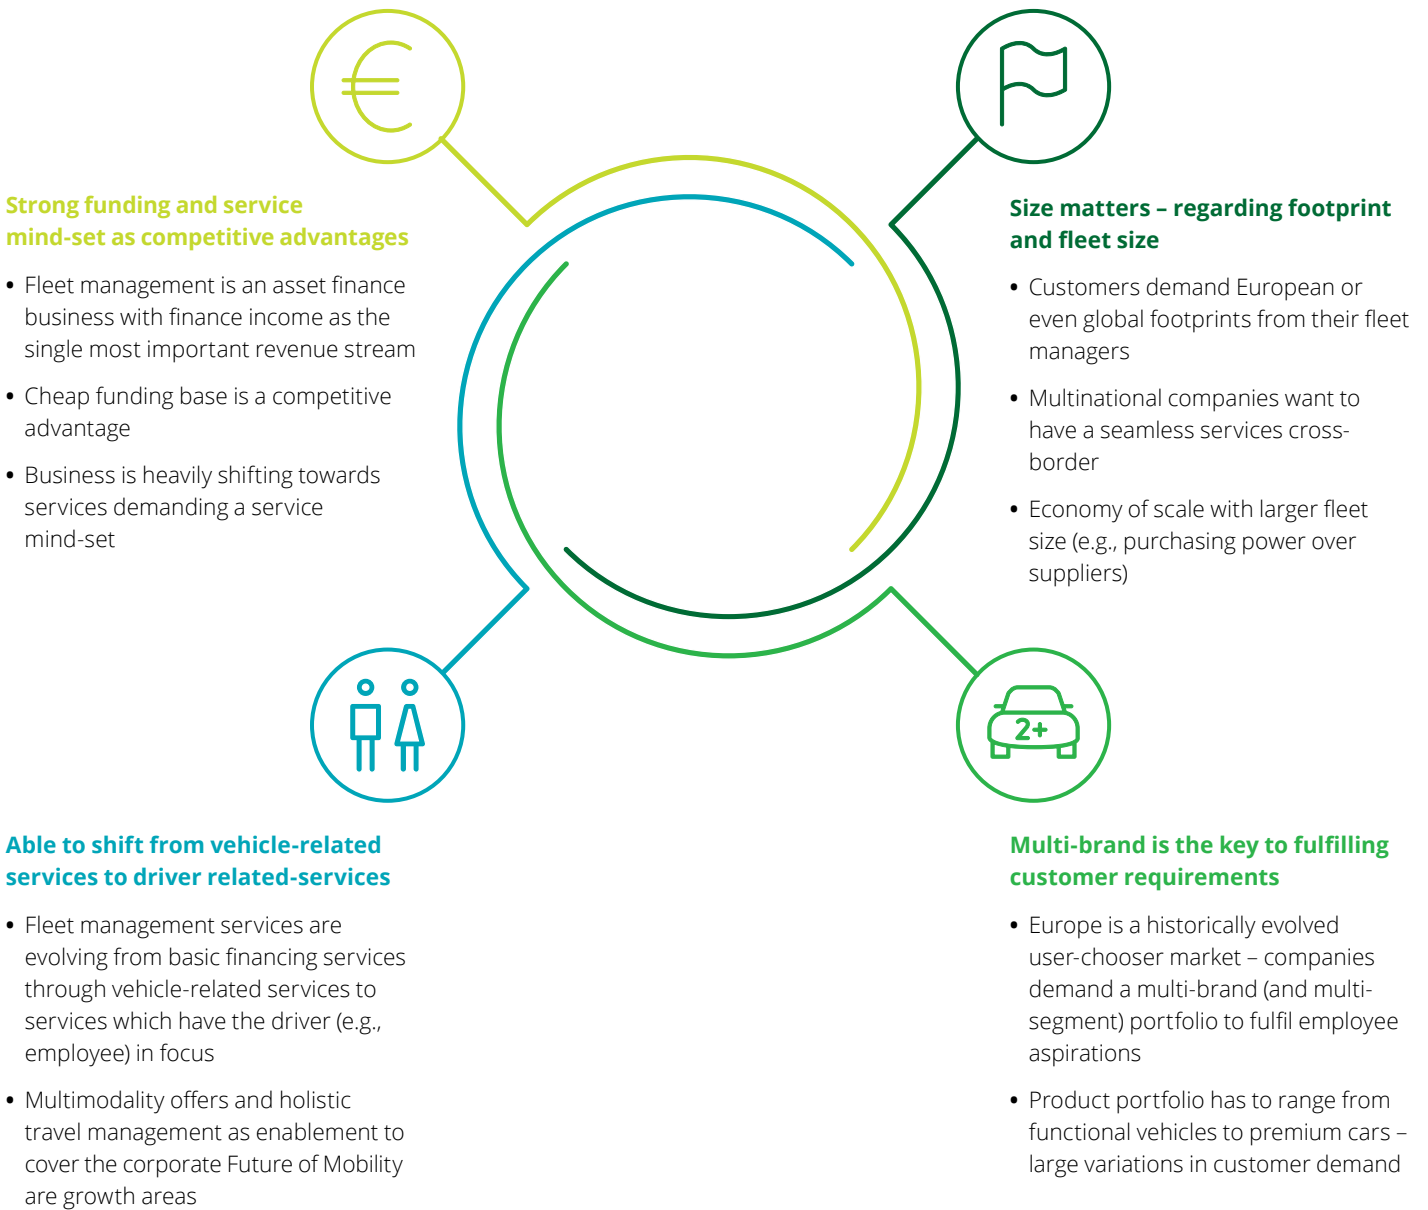 Strong funding and service
mind-set as competitive advantages
• Fleet management is an asset finance
business with finance income as the
single most important revenue stream
• Cheap funding base is a competitive
advantage
• Business is heavily shifting towards
services demanding a service
mind-set
Size matters – regarding footprint
and fleet size
• Customers demand European or
even global footprints from their fleet
managers
• Multinational companies want to
have a seamless services cross-
border
• Economy of scale with larger fleet
size (e.g., purchasing power over
suppliers)
Able to shift from vehicle-related
services to driver related-services
• Fleet management services are
evolving from basic financing services
through vehicle-related services to
services which have the driver (e.g.,
employee) in focus
• Multimodality offers and holistic
travel management as enablement to
cover the corporate Future of Mobility
are growth areas
2+
Multi-brand is the key to fulfilling
customer requirements
• Europe is a historically evolved
user-chooser market – companies
demand a multi-brand (and multi-
segment) portfolio to fulfil employee
aspirations
• Product portfolio has to range from
functional vehicles to premium cars –
large variations in customer demand